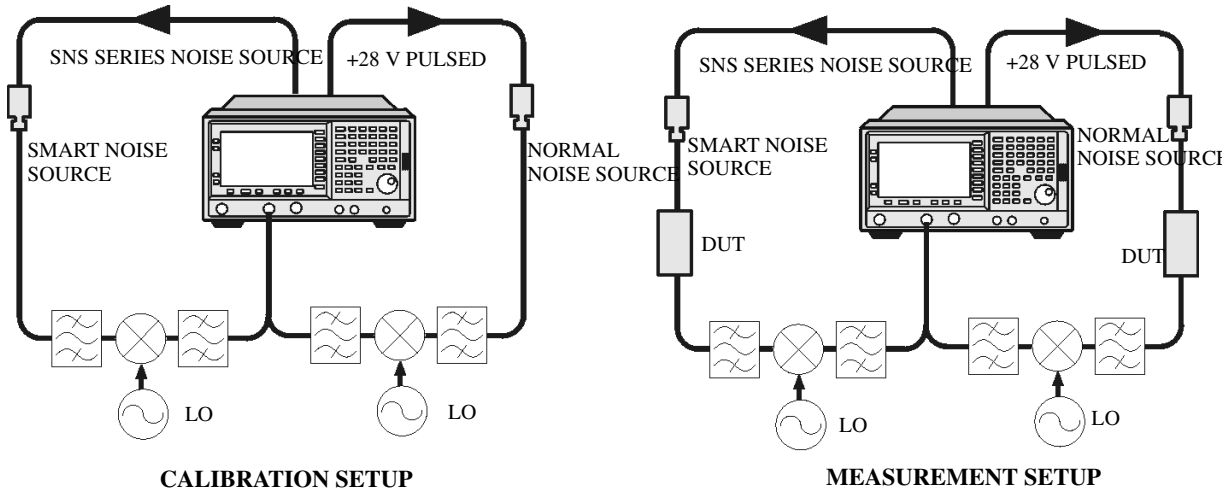 SNS SERIES NOISE SOURCE
+28 V PULSED
SMART NOISE
SOURCE
NORMAL
NOISE SOURCE
LO
LO
CALIBRATION SETUP
SNS SERIES NOISE SOURCE
+28 V PULSED
SMART NOISE
SOURCE
NORMAL
NOISE SOURCE
DUT
DUT
LO
LO
MEASUREMENT SETUP